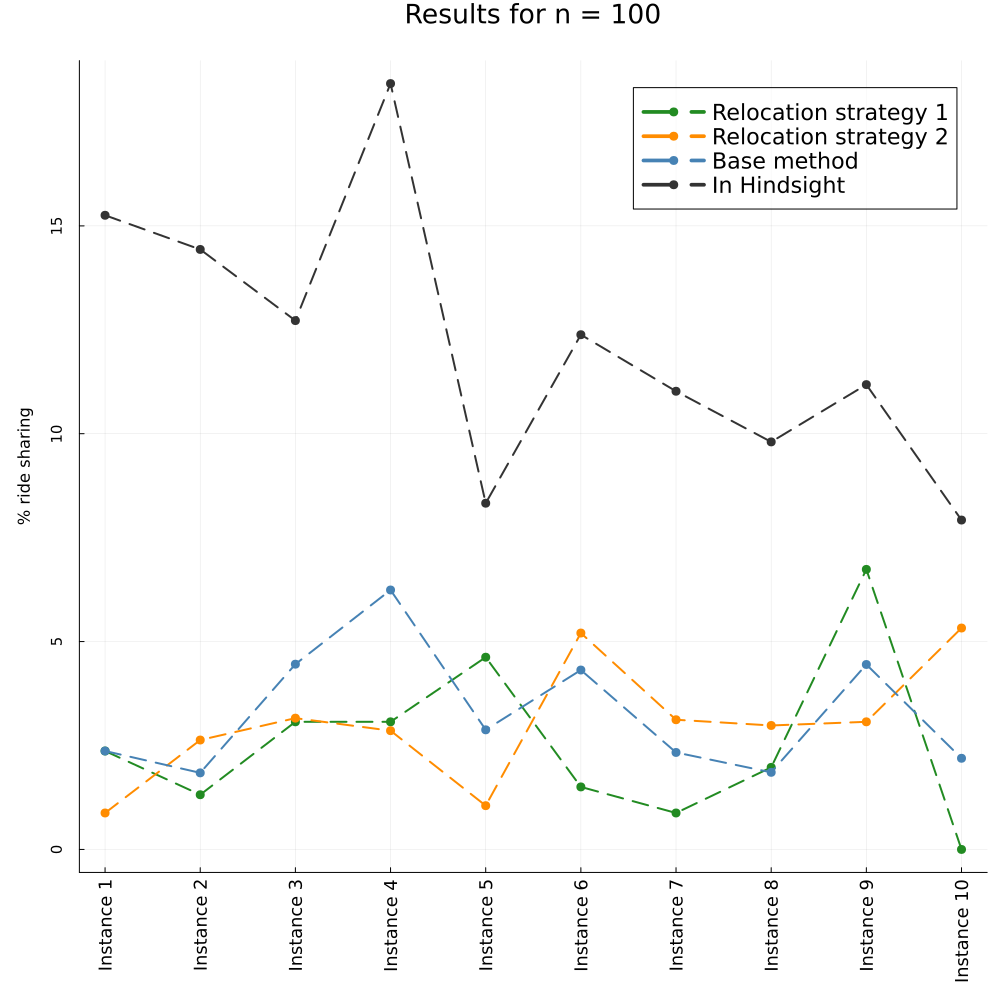 Results for n = 100
Relocation strategy 1
Relocation strategy 2
Base method
In Hindsight
% ride sharing
15
10
5
0
Instance 1
Instance 2
Instance 3
Instance 4
Instance 5
Instance 6
Instance 7
Instance 8
Instance 9
Instance 10